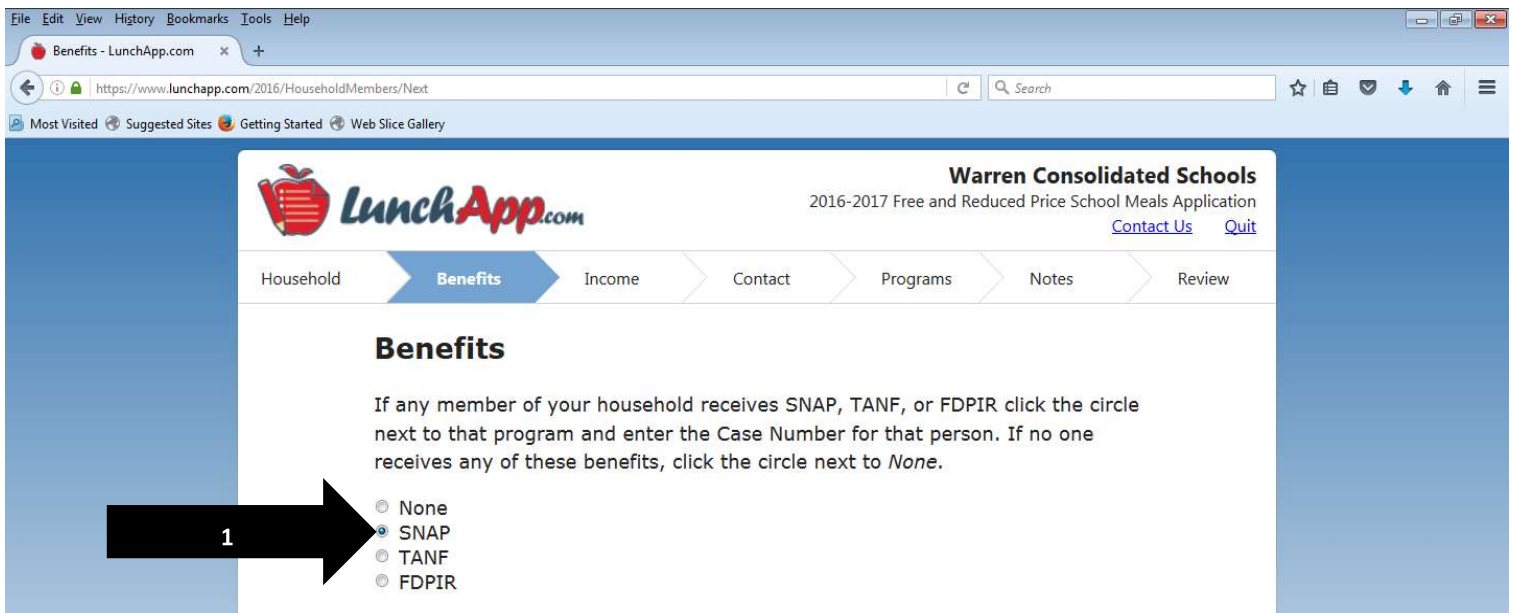 File Edit View History Bookmarks Tools Help
Benefits - LunchApp.com × +
https://www.lunchapp.com/2016/HouseholdMembers/Next
Search
Most Visited Suggested Sites Getting Started Web Slice Gallery
LunchApp.com
Warren Consolidated Schools
2016-2017 Free and Reduced Price School Meals Application
Contact Us Quit
Household Benefits Income Contact Programs Notes Review
Benefits
If any member of your household receives SNAP, TANF, or FDPIR click the circle
next to that program and enter the Case Number for that person. If no one
receives any of these benefits, click the circle next to None.
None
1 SNAP
TANF
FDPIR